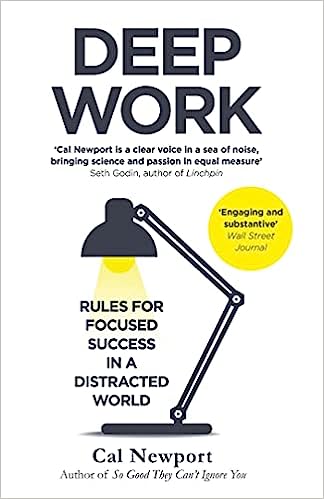 DEEP
WORK
‘Cal Newport is a clear voice in a sea of noise,
bringing science and passion in equal measure’
Seth Godin, author of Linchpin
‘Engaging and
substantive’
Wall Street
Journal
RULES FOR
FOCUSED
SUCCESS
IN A
DISTRACTED
WORLD
Cal Newport
Author of So Good They Can’t Ignore You